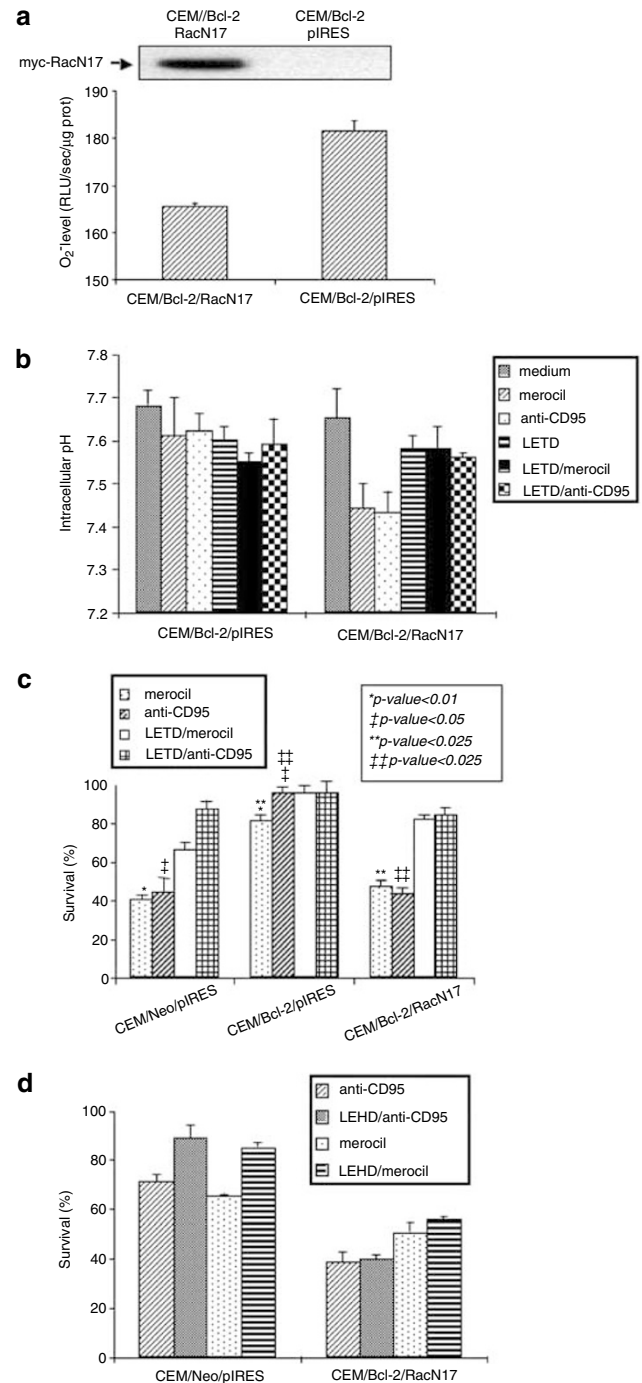 a
CEM//Bcl-2 RacN17
CEM/Bcl-2 pIRES
myc-RacN17
190
180
170
160
150
O2- level (RLU/sec/µg prot)
CEM/Bcl-2/RacN17
CEM/Bcl-2/pIRES
b
7.8
7.7
7.6
7.5
7.4
7.3
7.2
Intracellular pH
CEM/Bcl-2/pIRES
CEM/Bcl-2/RacN17
medium
merocil
anti-CD95
LETD
LETD/merocil
LETD/anti-CD95
c
merocil
anti-CD95
LETD/merocil
LETD/anti-CD95
*p-value<0.01
‡p-value<0.05
**p-value<0.025
‡‡p-value<0.025
100
80
60
40
20
0
Survival (%)
*
‡
**
*
‡‡
‡
**
‡‡
CEM/Neo/pIRES
CEM/Bcl-2/pIRES
CEM/Bcl-2/RacN17
d
anti-CD95
LEHD/anti-CD95
merocil
LEHD/merocil
100
80
60
40
20
0
Survival (%)
CEM/Neo/pIRES
CEM/Bcl-2/RacN17